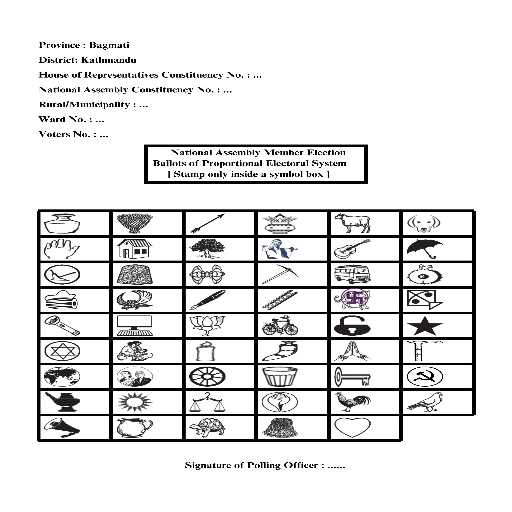 Province : Bagmati
District: Kathmandu
House of Representatives Constituency No. : ...
National Assembly Constituency No. : ...
Rural/Municipality : ...
Ward No. : ...
Voters No. : ...
National Assembly Member Election
Ballots of Proportional Electoral System
[ Stamp only inside a symbol box ]
Signature of Polling Officer : ......